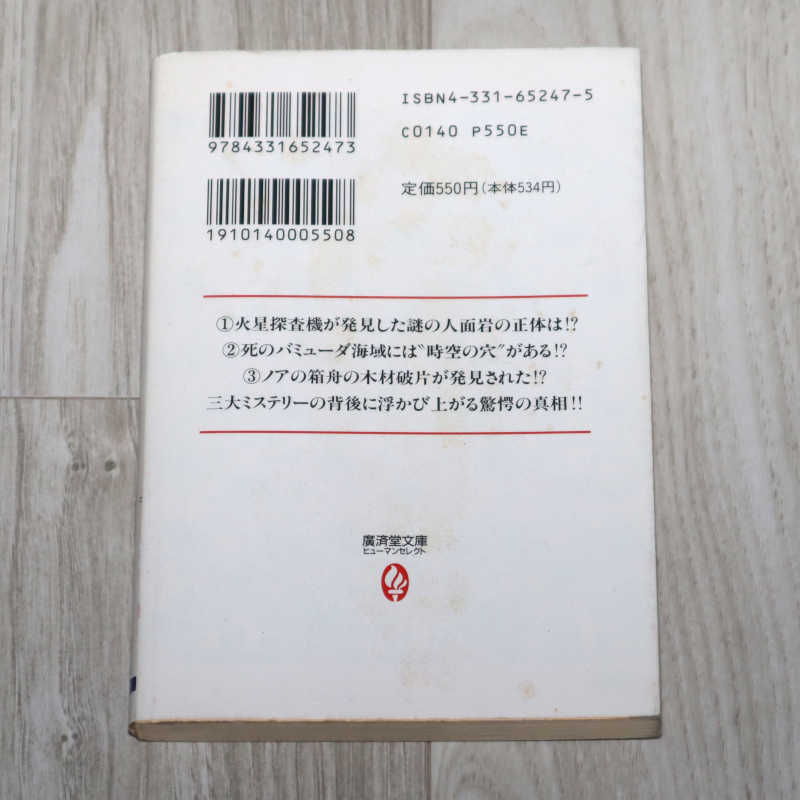 ISBN4-331-65247-5
9784331652473
C0140 P550E
定価550円(本体534円)
1910140005508
①火星探査機が発見した謎の人面岩の正体は!?
②死のバミューダ海域には〝時空の穴〟がある!?
③ノアの箱舟の木材破片が発見された!?
三大ミステリーの背後に浮かび上がる驚愕の真相!!
廣済堂文庫
ヒューマンセレクト